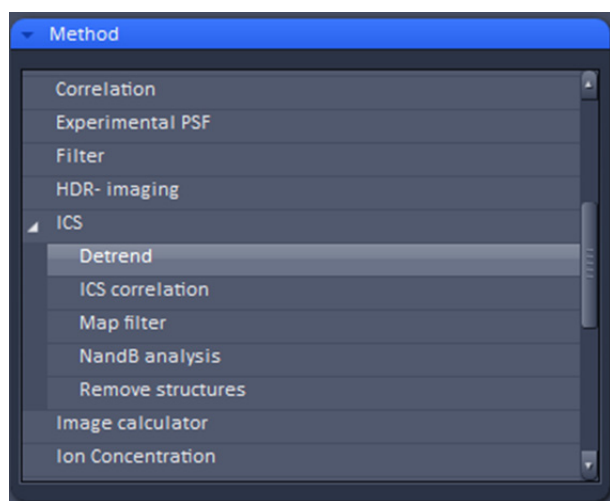 Method
Correlation
Experimental PSF
Filter
HDR- imaging
ICS
Detrend
ICS correlation
Map filter
NandB analysis
Remove structures
Image calculator
Ion Concentration